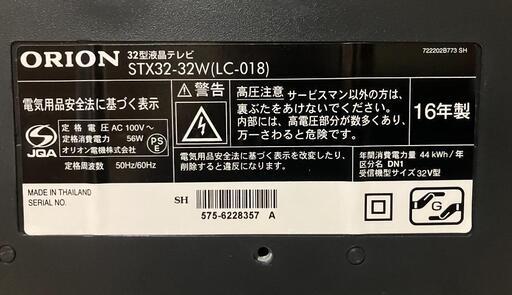 722202B773 SH
ORION 32型液晶テレビ
STX32-32W(LC-018)
電気用品安全法に基づく表示
JQA
定格電圧 AC 100V～
定格消費電力 56W
オリオン電機株式会社
PS
E
定格周波数 50Hz/60Hz
警告
高圧注意 サービスマン以外の方は、
裏ぶたをあけないでください。
内部には、高電圧部分が数多くあり、
万一さわると危険です。
電気用品安全法に基づく表示を改変したり、
削除すると違反になります。
16年製
年間消費電力量 44 kWh/年
区分名 DN1
受信機型サイズ 32V型
MADE IN THAILAND
SERIAL NO.
SH
575-6228357 A
G